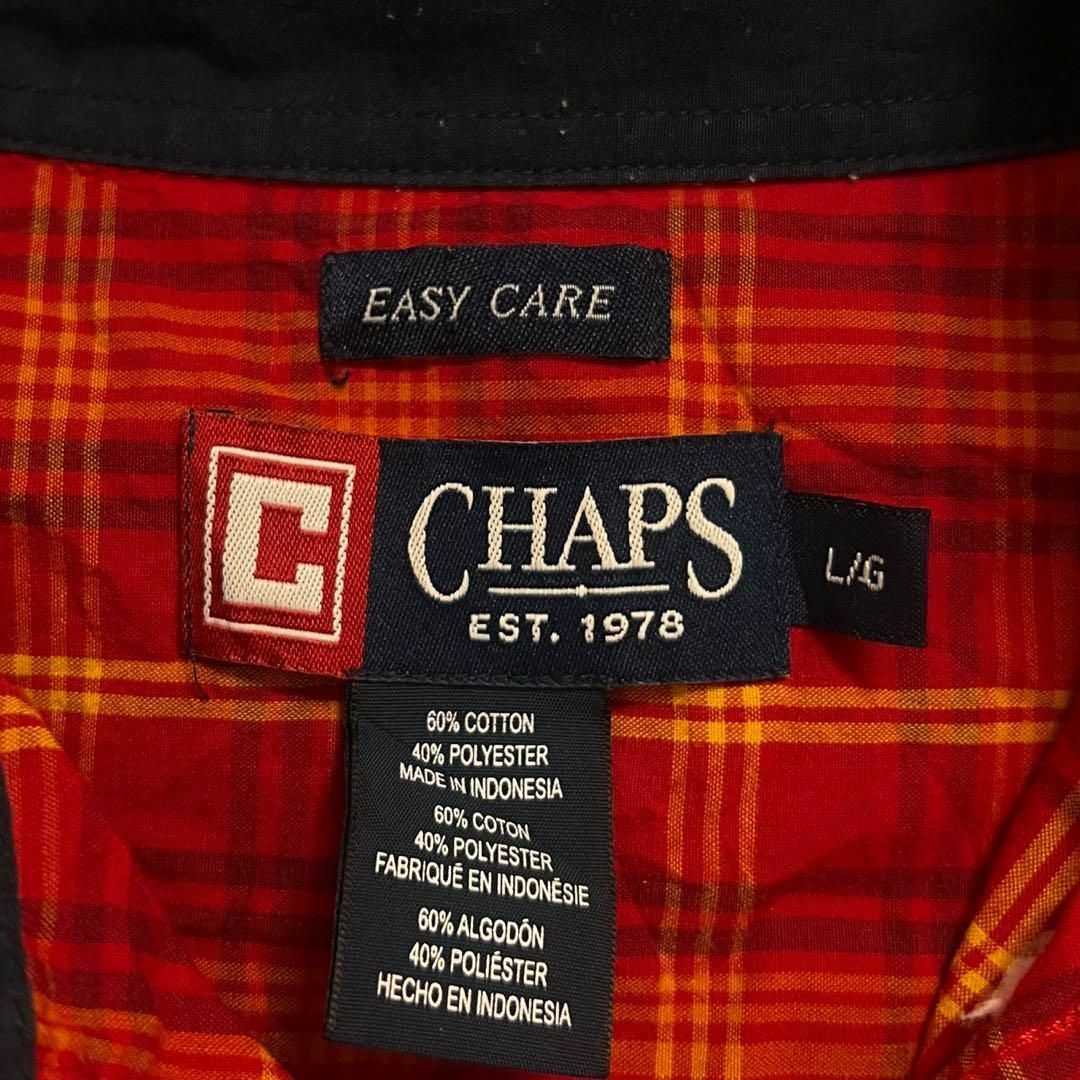 EASY CARE
C
CHAPS
EST. 1978
L/G
60% COTTON
40% POLYESTER
MADE IN INDONESIA
60% COTON
40% POLYESTER
FABRIQUÉ EN INDONÉSIE
60% ALGODÓN
40% POLIÉSTER
HECHO EN INDONESIA